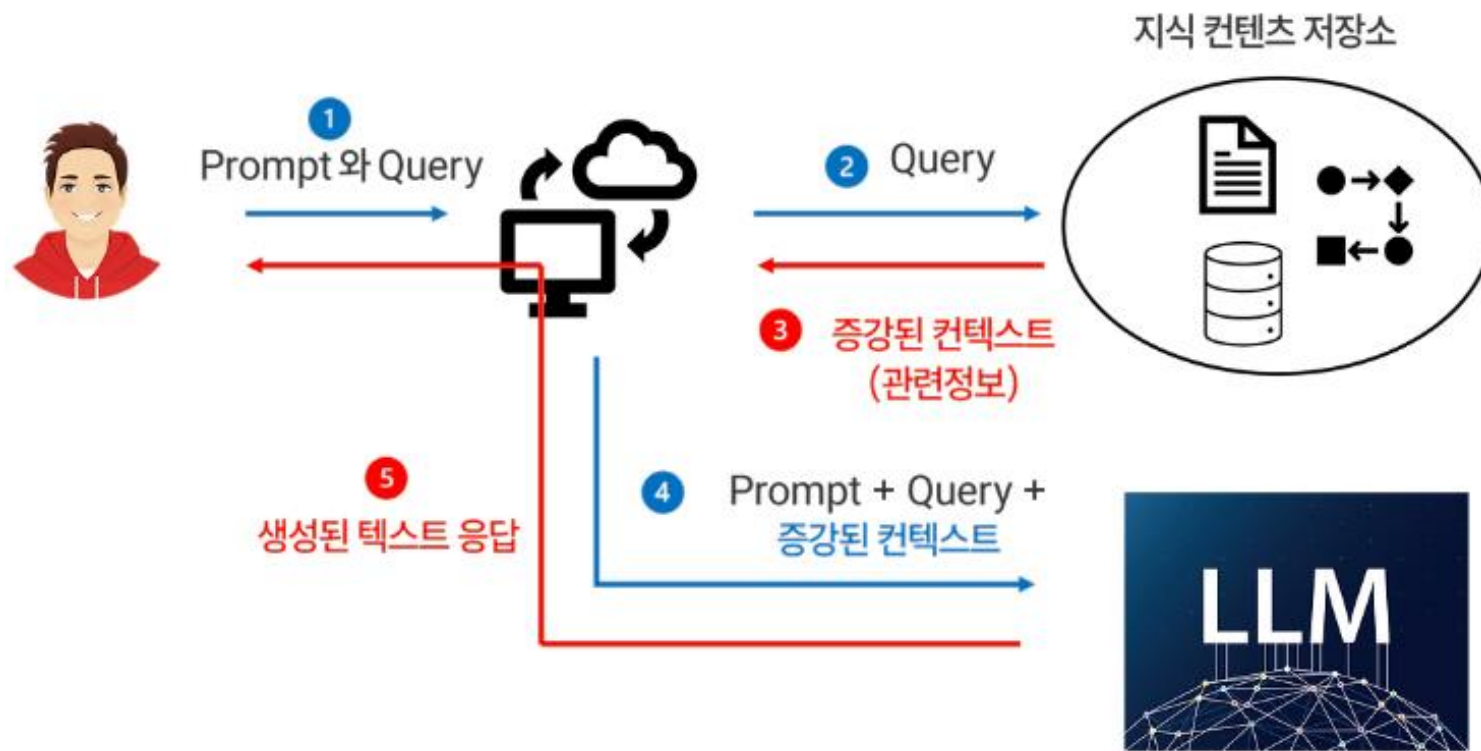 지식 컨텐츠 저장소
1
Prompt 와 Query
2 Query
3 증강된 컨텍스트
(관련정보)
5
생성된 텍스트 응답
4 Prompt + Query +
증강된 컨텍스트
LLM